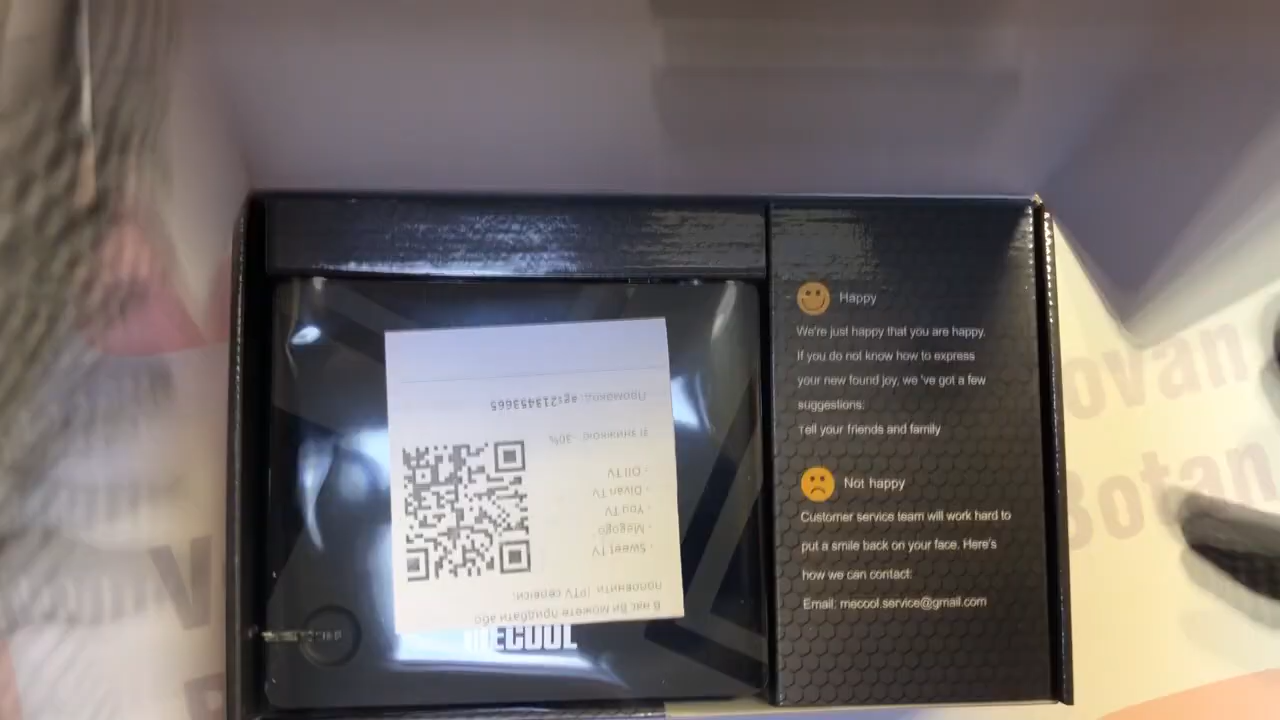 В нас Ви можете придбати або
поповнити IPTV сервіси:
- Sweet TV
- Megogo
- You TV
- Divan TV
- Oll TV
зі знижкою -30%
Промокод: agt213453665
MECOOL
Happy
We're just happy that you are happy.
If you do not know how to express
your new found joy, we 've got a few
suggestions:
Tell your friends and family
Not happy
Customer service team will work hard to
put a smile back on your face. Here's
how we can contact:
Email: mecool.service@gmail.com
ovan
Botan